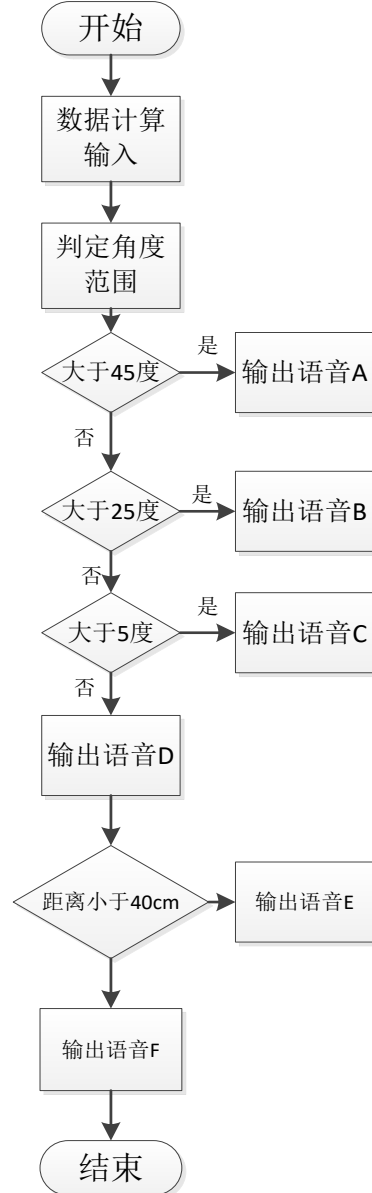 开始
数据计算
输入
判定角度
范围
大于45度
是
输出语音A
否
大于25度
是
输出语音B
否
大于5度
是
输出语音C
否
输出语音D
距离小于40cm
输出语音E
输出语音F
结束